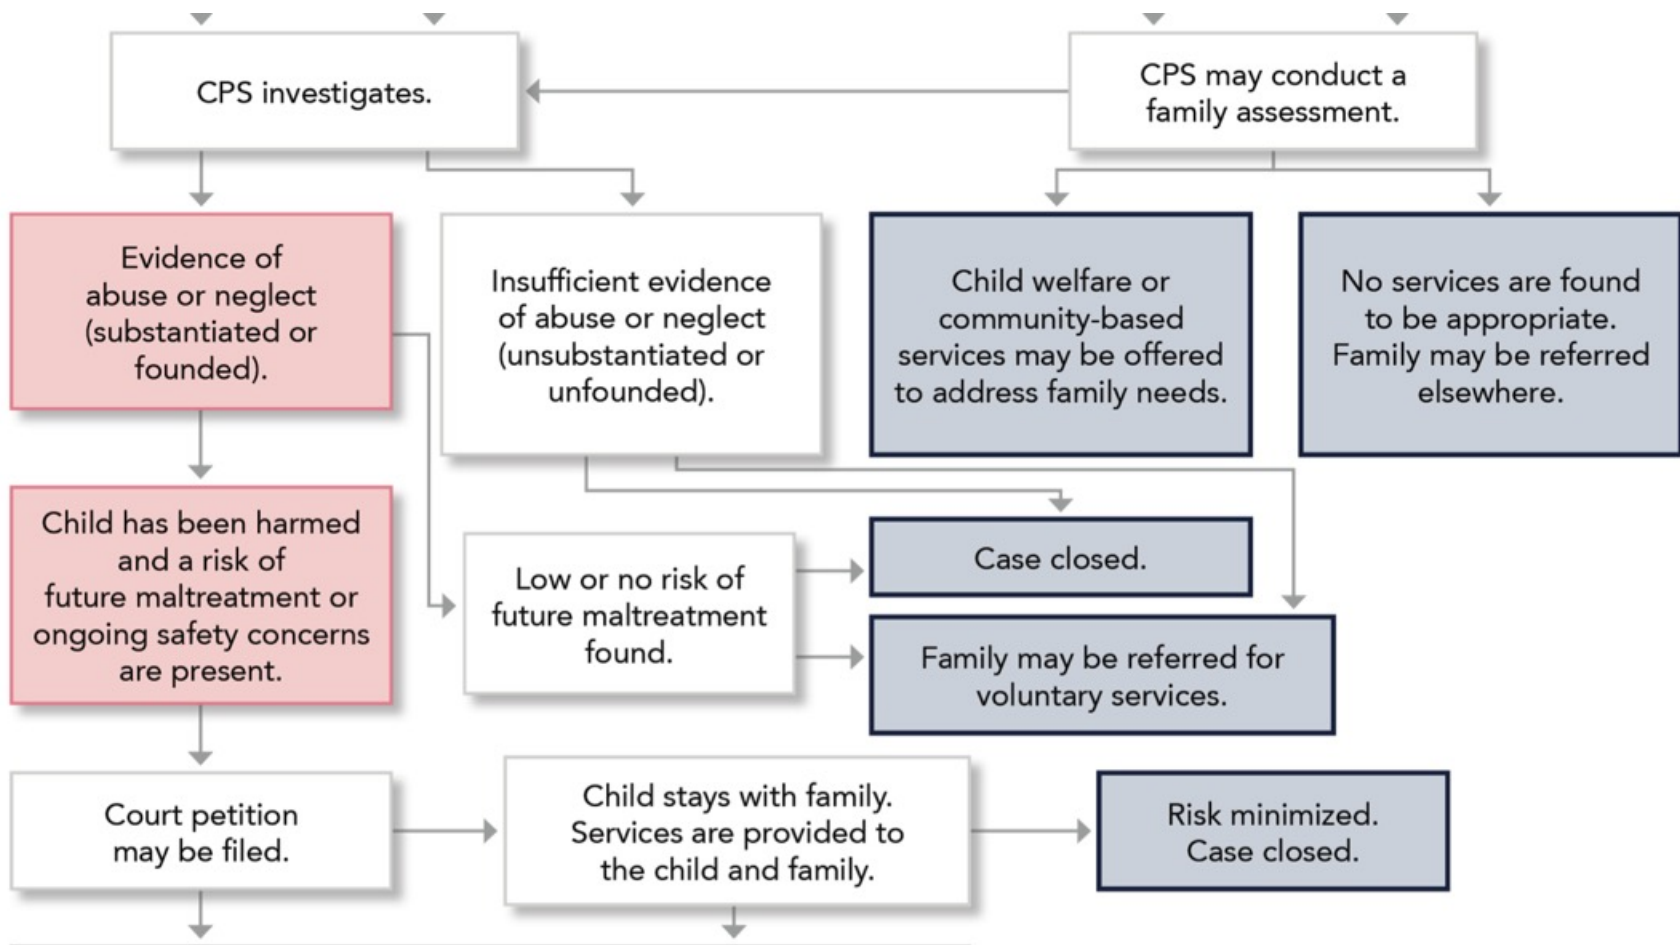 CPS investigates.
CPS may conduct a
family assessment.
Evidence of
abuse or neglect
(substantiated or
founded).
Insufficient evidence
of abuse or neglect
(unsubstantiated or
unfounded).
Child welfare or
community-based
services may be offered
to address family needs.
No services are found
to be appropriate.
Family may be referred
elsewhere.
Child has been harmed
and a risk of
future maltreatment or
ongoing safety concerns
are present.
Low or no risk of
future maltreatment
found.
Case closed.
Family may be referred for
voluntary services.
Court petition
may be filed.
Child stays with family.
Services are provided to
the child and family.
Risk minimized.
Case closed.